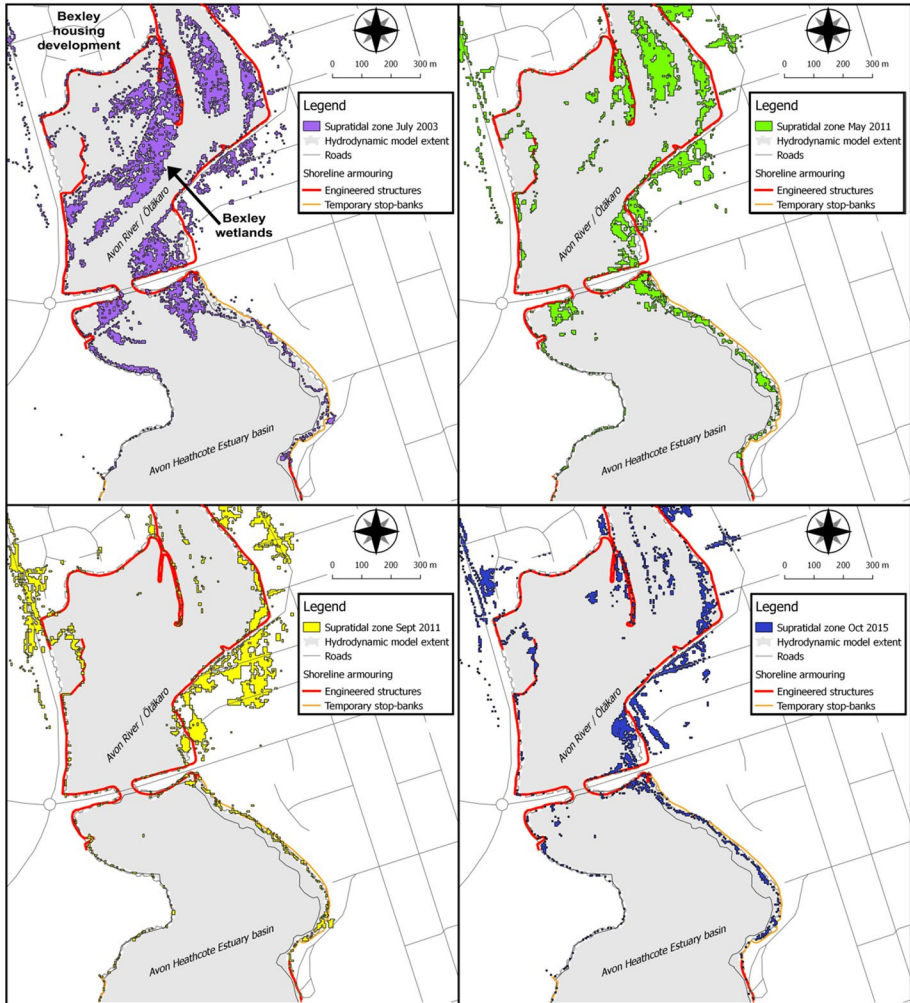 Bexley
housing
development
0 100 200 300 m
Legend
Supratidal zone July 2003
Hydrodynamic model extent
Roads
Shoreline armouring
Engineered structures
Temporary stop-banks
Avon River / Ōtākaro
Bexley
wetlands
Avon Heathcote Estuary basin
0 100 200 300 m
Legend
Supratidal zone May 2011
Hydrodynamic model extent
Roads
Shoreline armouring
Engineered structures
Temporary stop-banks
Avon River / Ōtākaro
Avon Heathcote Estuary basin
0 100 200 300 m
Legend
Supratidal zone Sept 2011
Hydrodynamic model extent
Roads
Shoreline armouring
Engineered structures
Temporary stop-banks
Avon River / Ōtākaro
Avon Heathcote Estuary basin
0 100 200 300 m
Legend
Supratidal zone Oct 2015
Hydrodynamic model extent
Roads
Shoreline armouring
Engineered structures
Temporary stop-banks
Avon River / Ōtākaro
Avon Heathcote Estuary basin